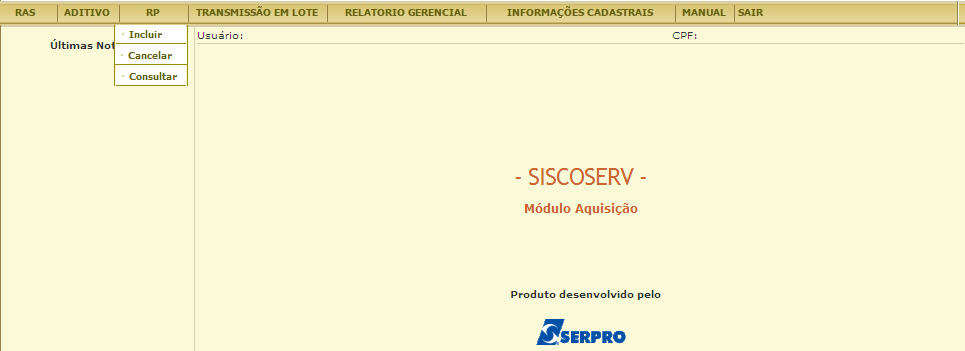 RAS ADITIVO RP TRANSMISSÃO EM LOTE RELATORIO GERENCIAL INFORMAÇÕES CADASTRAIS MANUAL SAIR
Incluir
Cancelar
Consultar
Últimas Not
Usuário: CPF:
- SISCOSERV -
Módulo Aquisição
Produto desenvolvido pelo
SERPRO